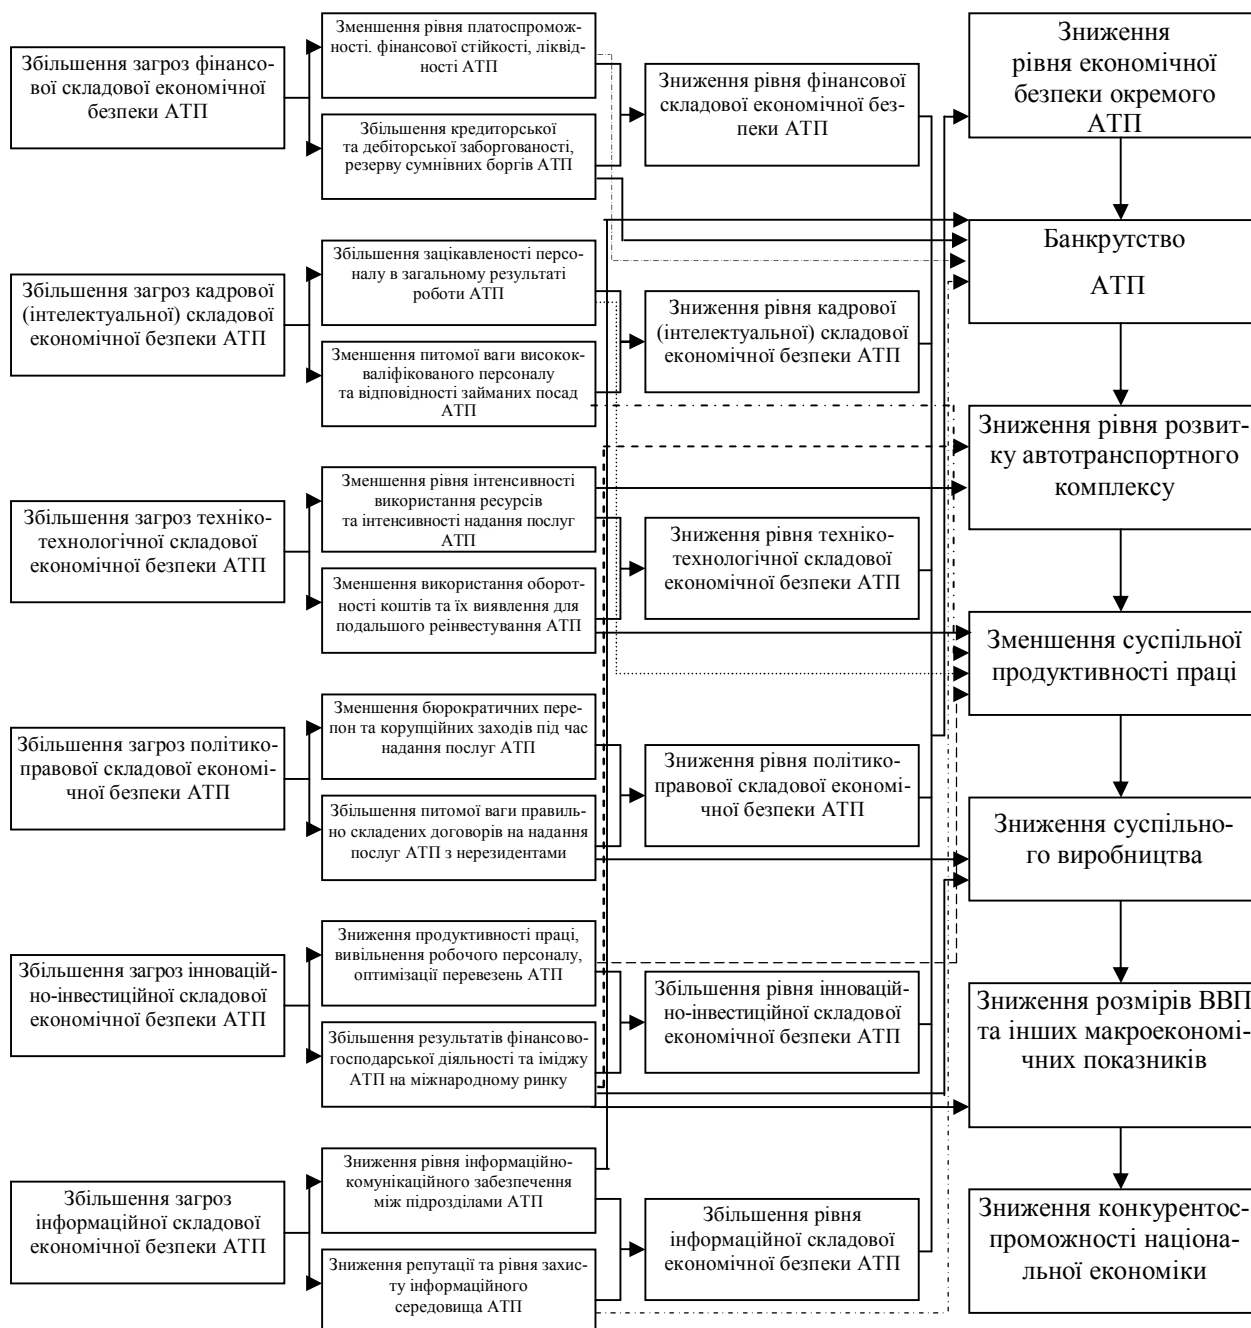 Збільшення загроз фінансо-
вої складової економічної
безпеки АТП
Зменшення рівня платоспромож-
ності. фінансової стійкості, ліквід-
ності АТП
Збільшення кредиторської
та дебіторської заборгованості,
резерву сумнівних боргів АТП
Зниження рівня фінансової
складової економічної без-
пеки АТП
Зниження
рівня економічної
безпеки окремого
АТП
Банкрутство
АТП
Збільшення загроз кадрової
(інтелектуальної) складової
економічної безпеки АТП
Збільшення зацікавленості персо-
налу в загальному результаті
роботи АТП
Зменшення питомої ваги високок-
валіфікованого персоналу
та відповідності займаних посад
АТП
Зниження рівня кадрової
(інтелектуальної) складової
економічної безпеки АТП
Зниження рівня розвит-
ку автотранспортного
комплексу
Збільшення загроз техніко-
технологічної складової
економічної безпеки АТП
Зменшення рівня інтенсивності
використання ресурсів
та інтенсивності надання послуг
АТП
Зменшення використання оборот-
ності коштів та їх виявлення для
подальшого реінвестування АТП
Зниження рівня техніко-
технологічної складової
економічної безпеки АТП
Зменшення суспільної
продуктивності праці
Збільшення загроз політико-
правової складової економі-
чної безпеки АТП
Зменшення бюрократичних пере-
пон та корупційних заходів під час
надання послуг АТП
Збільшення питомої ваги правиль-
но складених договорів на надання
послуг АТП з нерезидентами
Зниження рівня політико-
правової складової економі-
чної безпеки АТП
Зниження суспільно-
го виробництва
Збільшення загроз інновацій-
но-інвестиційної складової
економічної безпеки АТП
Зниження продуктивності праці,
вивільнення робочого персоналу,
оптимізації перевезень АТП
Збільшення результатів фінансово-
господарської діяльності та іміджу
АТП на міжнародному ринку
Збільшення рівня інновацій-
но-інвестиційної складової
економічної безпеки АТП
Зниження розмірів ВВП
та інших макроекономі-
чних показників
Збільшення загроз
інформаційної складової
економічної безпеки АТП
Зниження рівня інформаційно-
комунікаційного забезпечення
між підрозділами АТП
Зниження репутації та рівня захис-
ту інформаційного
середовища АТП
Збільшення рівня
інформаційної складової
економічної безпеки АТП
Зниження конкурентос-
проможності націона-
льної економіки